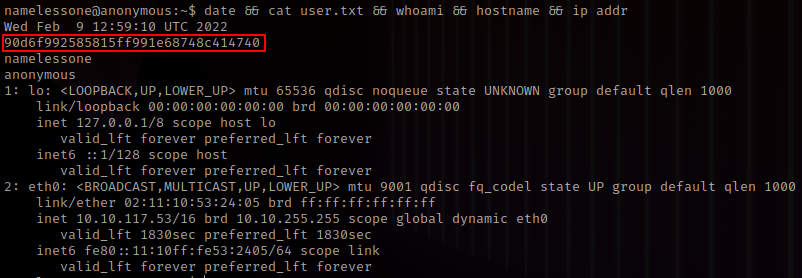 namelessone@anonymous:~$ date && cat user.txt && whoami && hostname && ip addr
Wed Feb  9 12:59:10 UTC 2022
90d6f992585815ff991e68748c414740
namelessone
anonymous
1: lo: <LOOPBACK,UP,LOWER_UP> mtu 65536 qdisc noqueue state UNKNOWN group default qlen 1000
    link/loopback 00:00:00:00:00:00 brd 00:00:00:00:00:00
    inet 127.0.0.1/8 scope host lo
       valid_lft forever preferred_lft forever
    inet6 ::1/128 scope host
       valid_lft forever preferred_lft forever
2: eth0: <BROADCAST,MULTICAST,UP,LOWER_UP> mtu 9001 qdisc fq_codel state UP group default qlen 1000
    link/ether 02:11:10:53:24:05 brd ff:ff:ff:ff:ff:ff
    inet 10.10.117.53/16 brd 10.10.255.255 scope global dynamic eth0
       valid_lft 1830sec preferred_lft 1830sec
    inet6 fe80::11:10ff:fe53:2405/64 scope link
       valid_lft forever preferred_lft forever